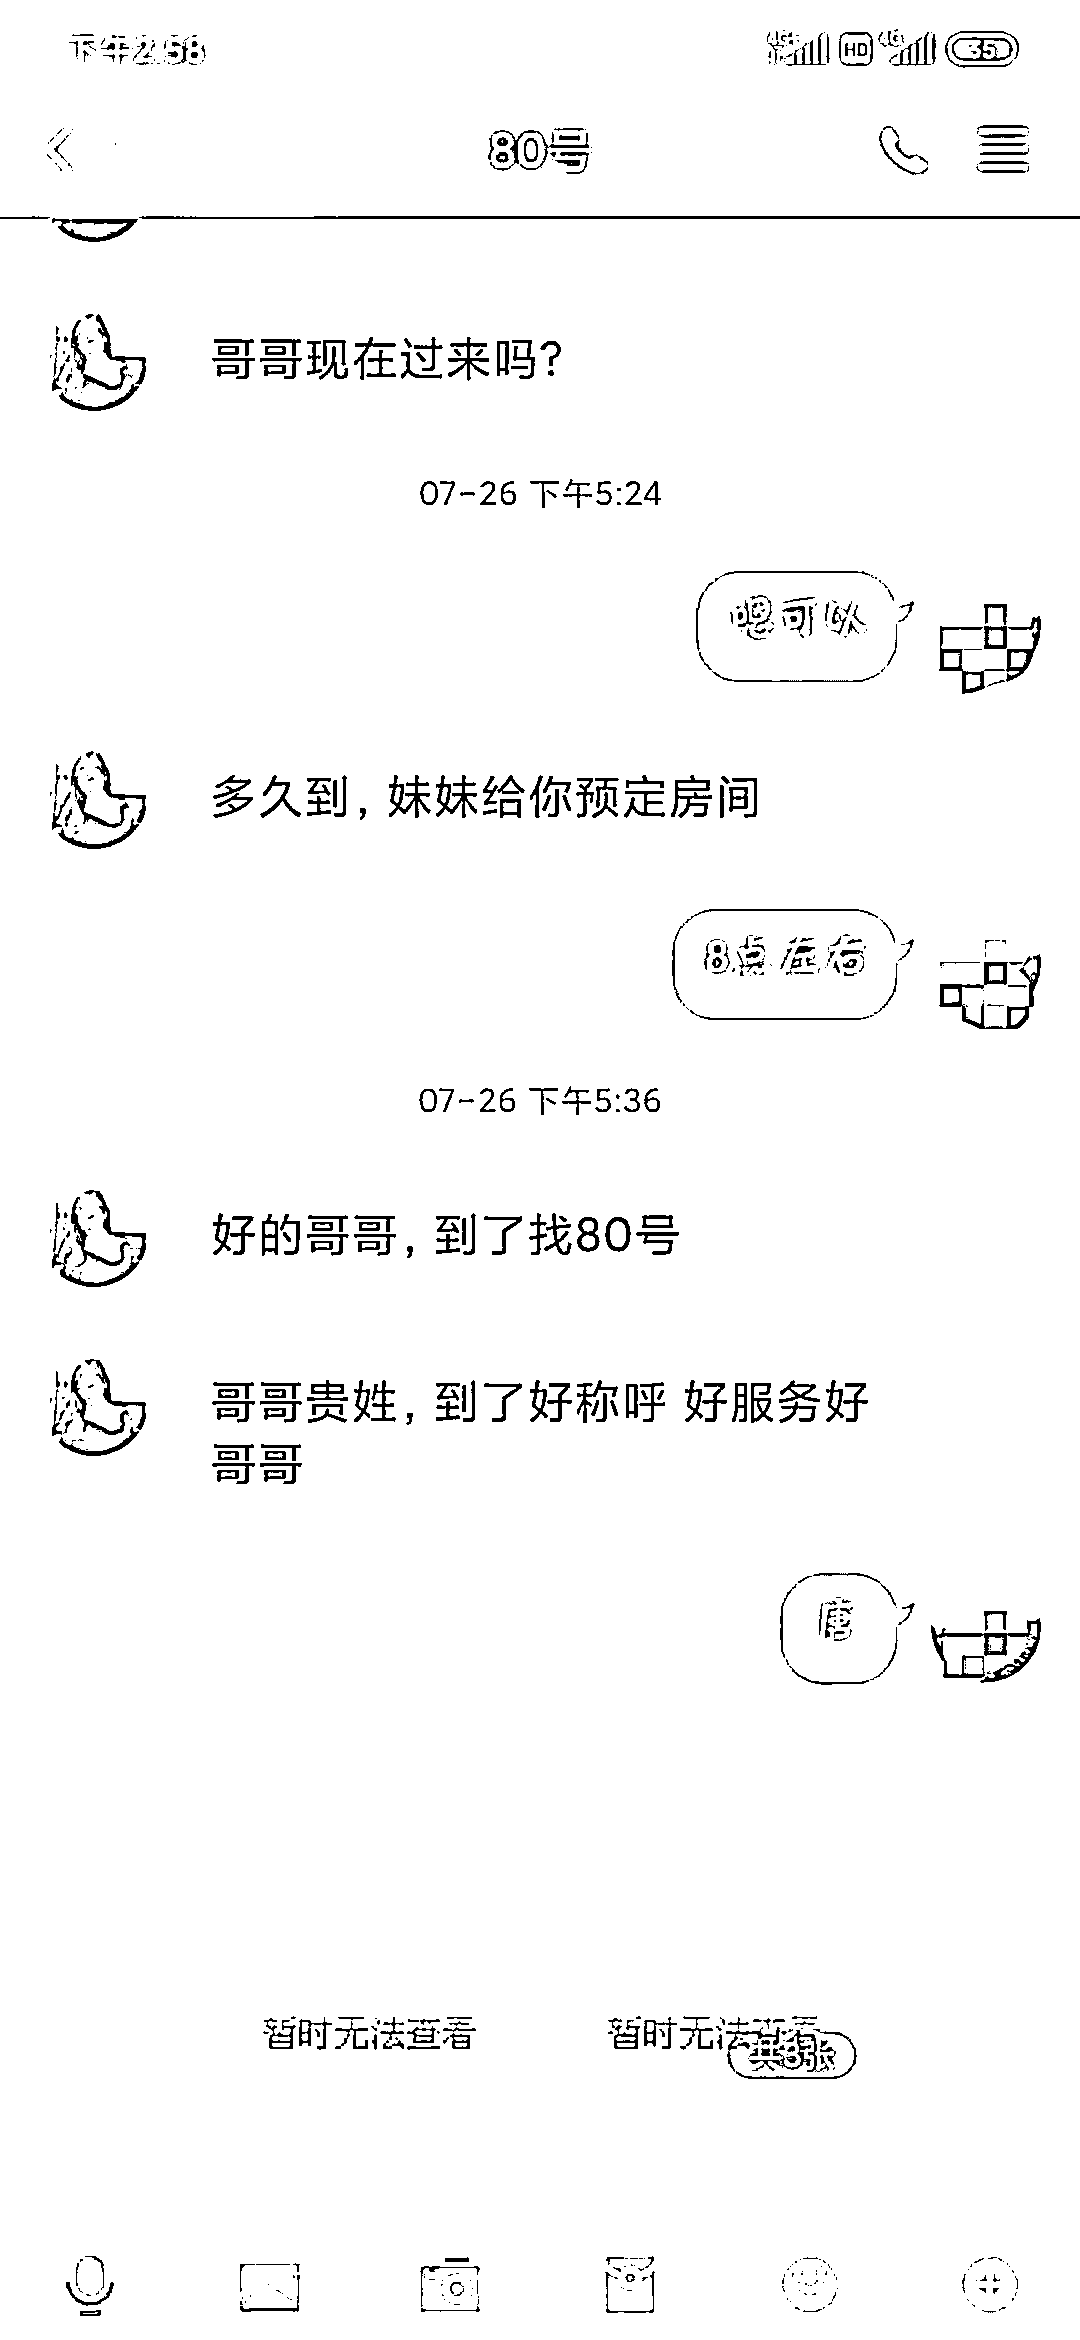 下午2:58
HD
35
80号
哥哥现在过来吗?
07-26 下午5:24
嗯可以
多久到, 妹妹给你预定房间
8点左右
07-26 下午5:36
好的哥哥, 到了找80号
哥哥贵姓, 到了好称呼 好服务好
哥哥
唐
暂时无法查看
暂时无法查看